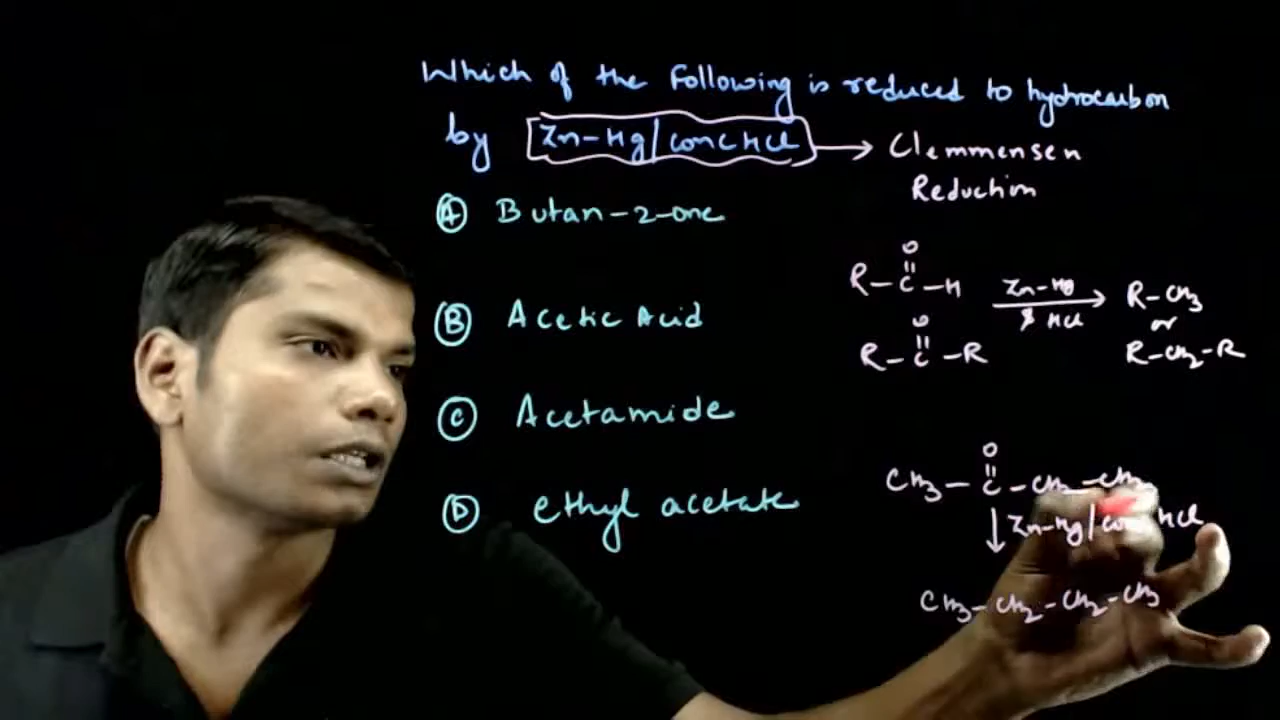 Which of the Following is reduced to hydrocarbon
by Zn-Hg/conc HCl → Clemmensen
Reduction
A Butan-2-one
B Acetic Acid
C Acetamide
D ethyl acetate
O
R-C-H Zn-Hg R-CH3
HCl or
O
R-C-R R-CH2-R
O
CH3-C-CH2-CH3
Zn-Hg/conc HCl
CH3-CH2-CH2-CH3